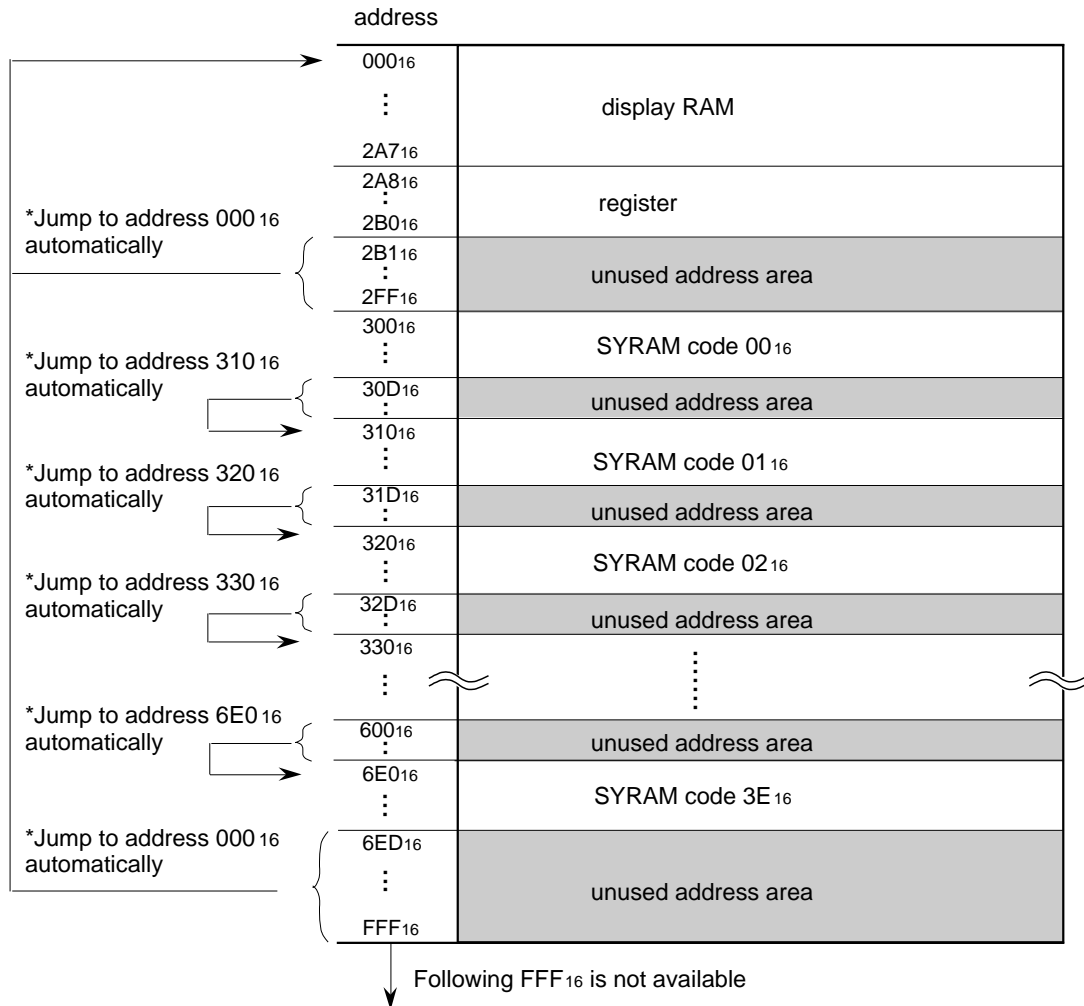 address
000₁₆
display RAM
2A7₁₆
2A8₁₆
register
2B0₁₆
*Jump to address 000₁₆
automatically
2B1₁₆
unused address area
2FF₁₆
300₁₆
SYRAM code 00₁₆
*Jump to address 310₁₆
automatically
30D₁₆
unused address area
310₁₆
SYRAM code 01₁₆
*Jump to address 320₁₆
automatically
31D₁₆
unused address area
320₁₆
SYRAM code 02₁₆
*Jump to address 330₁₆
automatically
32D₁₆
unused address area
330₁₆
*Jump to address 6E0₁₆
automatically
600₁₆
unused address area
6E0₁₆
SYRAM code 3E₁₆
*Jump to address 000₁₆
automatically
6ED₁₆
unused address area
FFF₁₆
Following FFF₁₆ is not available